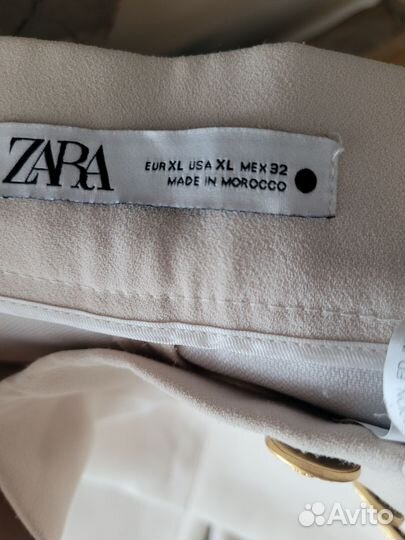 ZARA
EUR XL USA XL MEX 32
MADE IN MOROCCO
Avito